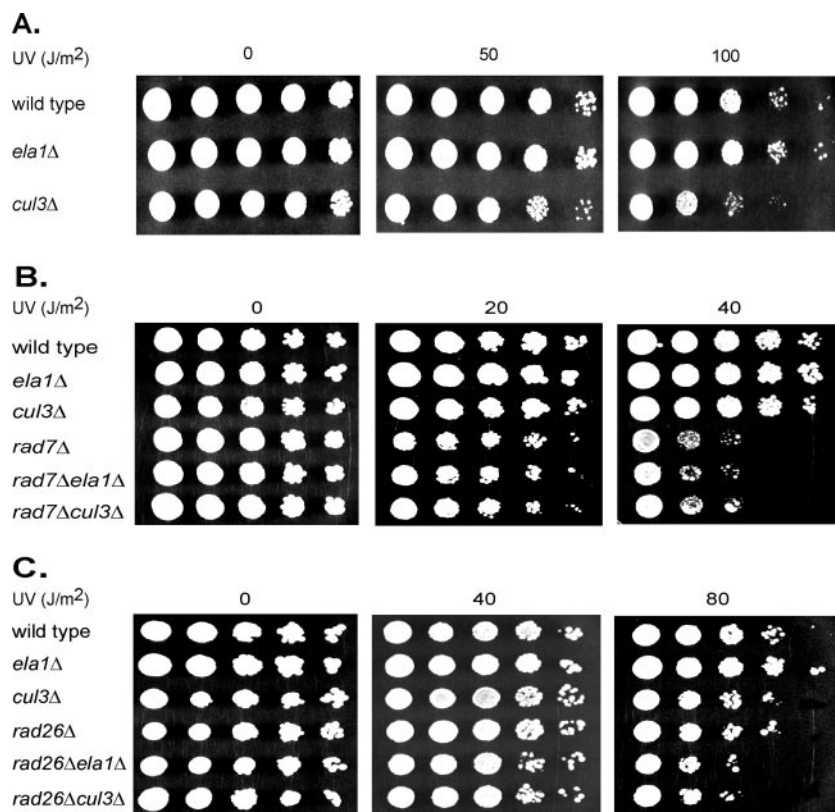 A.
UV (J/m2) 0 50 100
wild type
ela1Δ
cul3Δ
B.
UV (J/m2) 0 20 40
wild type
ela1Δ
cul3Δ
rad7Δ
rad7Δela1Δ
rad7Δcul3Δ
C.
UV (J/m2) 0 40 80
wild type
ela1Δ
cul3Δ
rad26Δ
rad26Δela1Δ
rad26Δcul3Δ